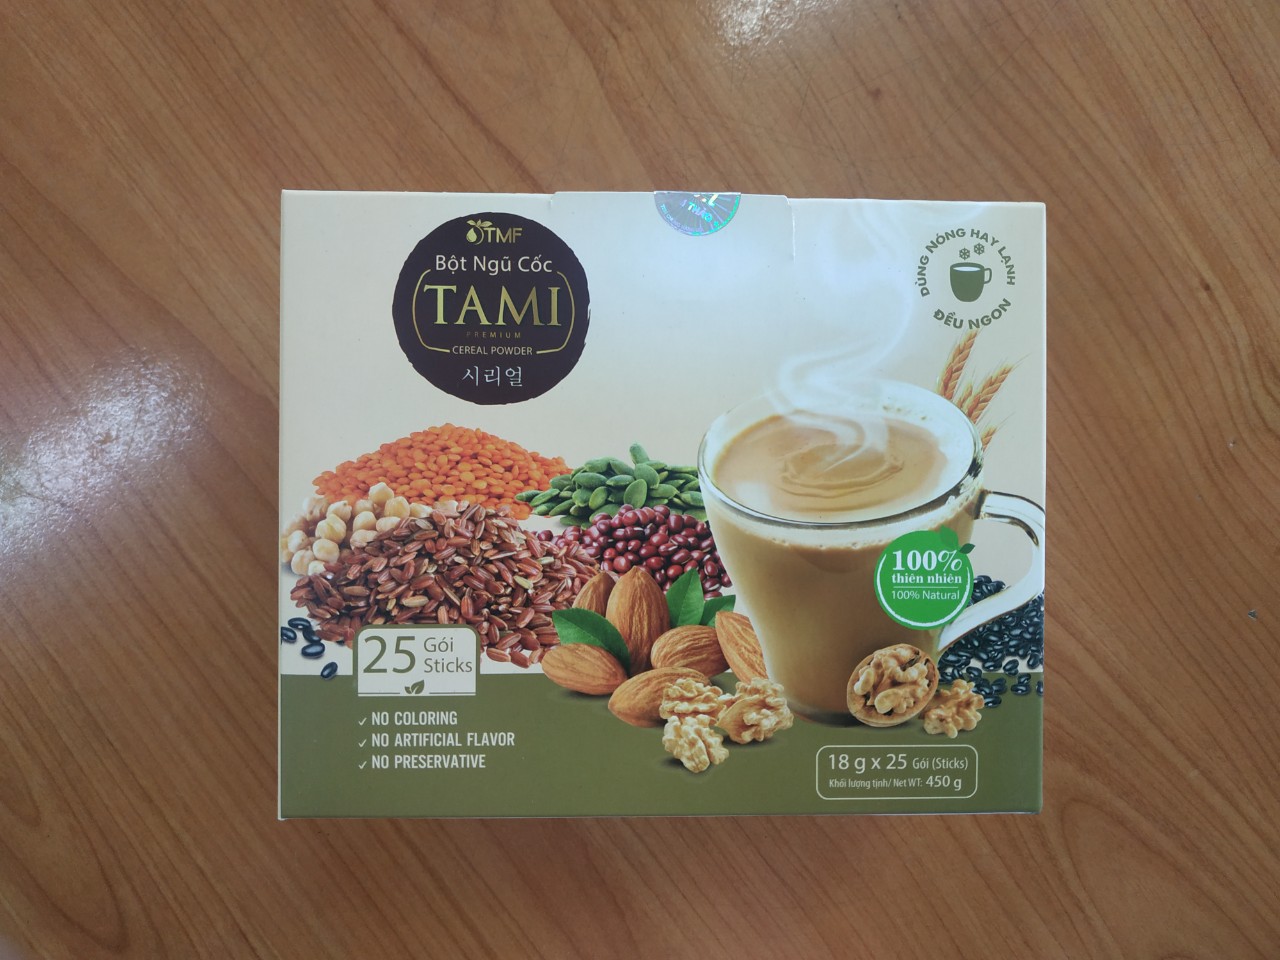 TMF
Bột Ngũ Cốc
TAMI
PREMIUM
CEREAL POWDER
시리얼
THẢO
DÙNG NÓNG HAY LẠNH
ĐỀU NGON
100%
thiên nhiên
100% Natural
25 Gói
Sticks
NO COLORING
NO ARTIFICIAL FLAVOR
NO PRESERVATIVE
18 g x 25 Gói (Sticks)
Khối lượng tịnh/ Net WT: 450 g